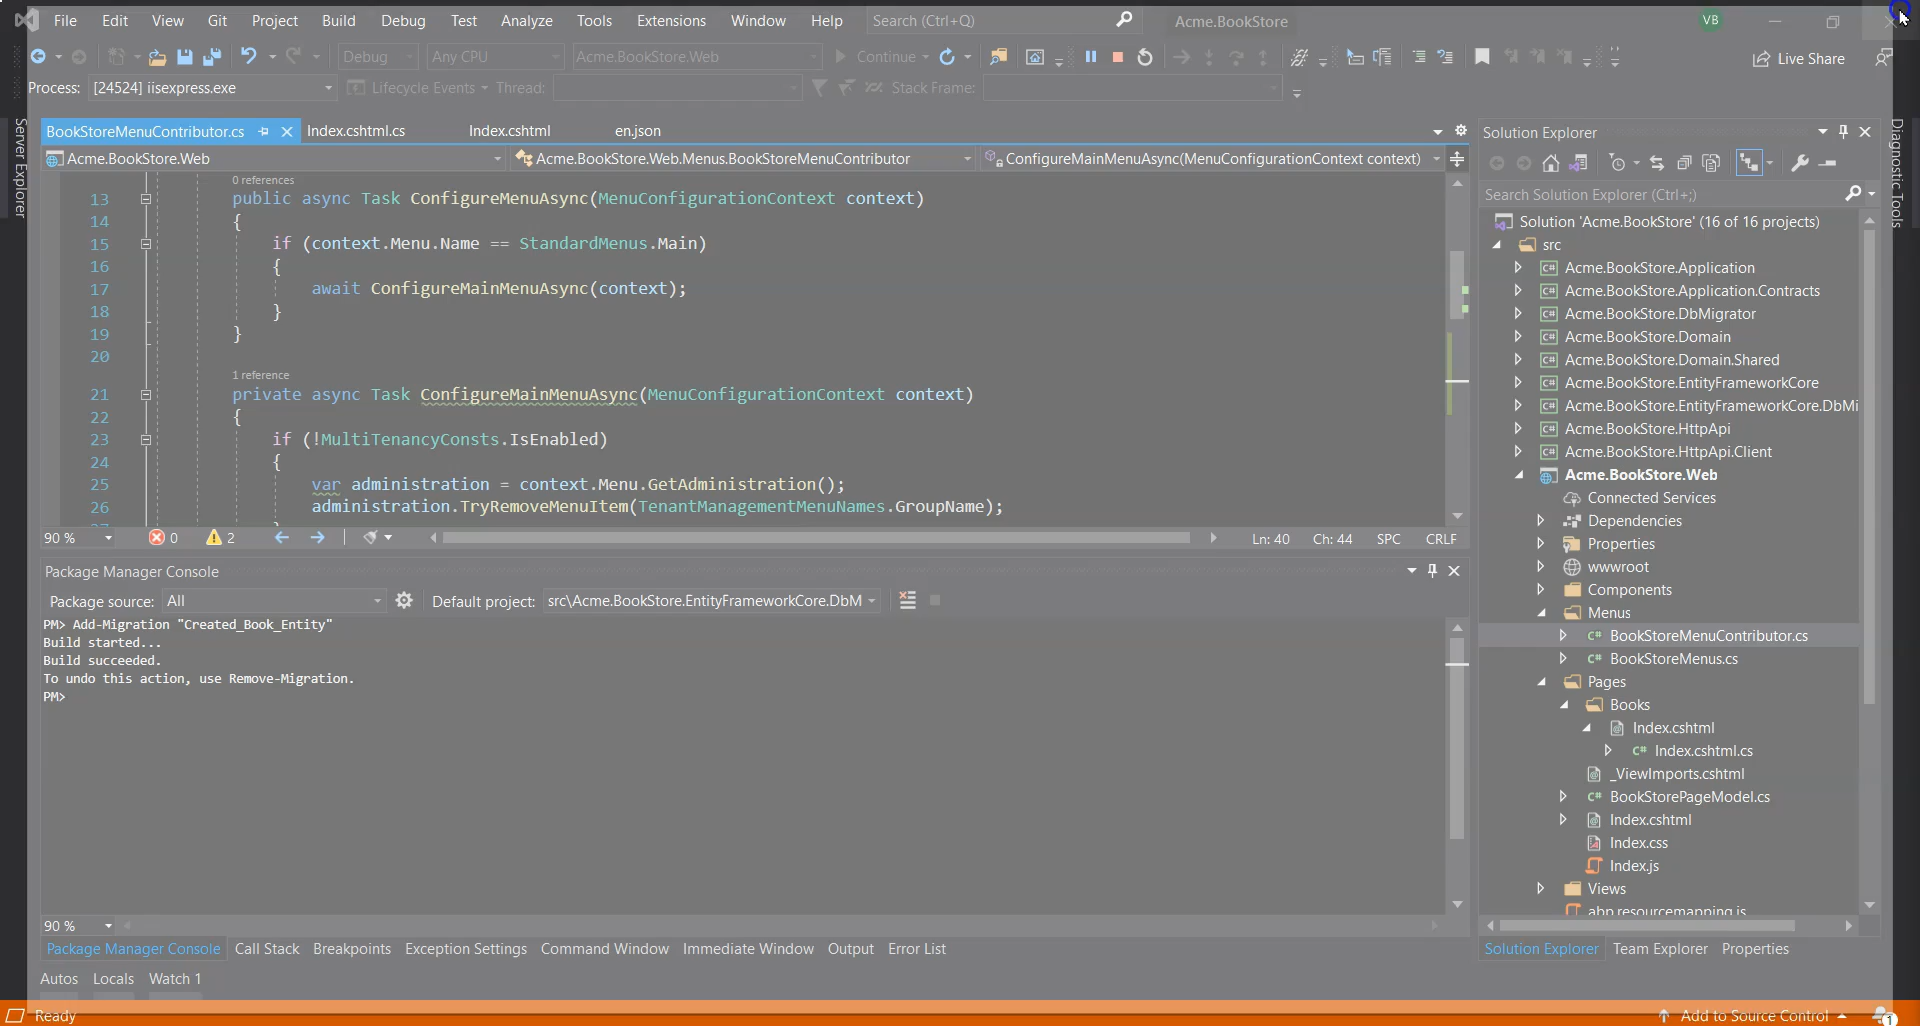 File Edit View Git Project Build Debug Test Analyze Tools Extensions Window Help Search (Ctrl+Q) Acme.BookStore VB
Debug Any CPU Acme.BookStore.Web Continue Live Share
Process: [24524] iisexpress.exe Lifecycle Events Thread: Stack Frame:
Server Explorer
BookStoreMenuContributor.cs Index.cshtml.cs Index.cshtml en.json
Acme.BookStore.Web Acme.BookStore.Web.Menus.BookStoreMenuContributor ConfigureMainMenuAsync(MenuConfigurationContext context)
0 references
13 public async Task ConfigureMenuAsync(MenuConfigurationContext context)
14 {
15 if (context.Menu.Name == StandardMenus.Main)
16 {
17 await ConfigureMainMenuAsync(context);
18 }
19 }
20
1 reference
21 private async Task ConfigureMainMenuAsync(MenuConfigurationContext context)
22 {
23 if (!MultiTenancyConsts.IsEnabled)
24 {
25 var administration = context.Menu.GetAdministration();
26 administration.TryRemoveMenuItem(TenantManagementMenuNames.GroupName);
27 }
90 % 0 2 Ln: 40 Ch: 44 SPC CRLF
Package Manager Console
Package source: All Default project: src\Acme.BookStore.EntityFrameworkCore.DbM
PM> Add-Migration "Created_Book_Entity"
Build started...
Build succeeded.
To undo this action, use Remove-Migration.
PM>
90 %
Package Manager Console Call Stack Breakpoints Exception Settings Command Window Immediate Window Output Error List
Autos Locals Watch 1
Solution Explorer
Search Solution Explorer (Ctrl+;)
Solution 'Acme.BookStore' (16 of 16 projects)
src
Acme.BookStore.Application
Acme.BookStore.Application.Contracts
Acme.BookStore.DbMigrator
Acme.BookStore.Domain
Acme.BookStore.Domain.Shared
Acme.BookStore.EntityFrameworkCore
Acme.BookStore.EntityFrameworkCore.DbMi
Acme.BookStore.HttpApi
Acme.BookStore.HttpApi.Client
Acme.BookStore.Web
Connected Services
Dependencies
Properties
wwwroot
Components
Menus
BookStoreMenuContributor.cs
BookStoreMenus.cs
Pages
Books
Index.cshtml
Index.cshtml.cs
_ViewImports.cshtml
BookStorePageModel.cs
Index.cshtml
Index.css
Index.js
Views
abp.resourcemapping.js
Solution Explorer Team Explorer Properties
Diagnostic Tools
Ready Add to Source Control 1